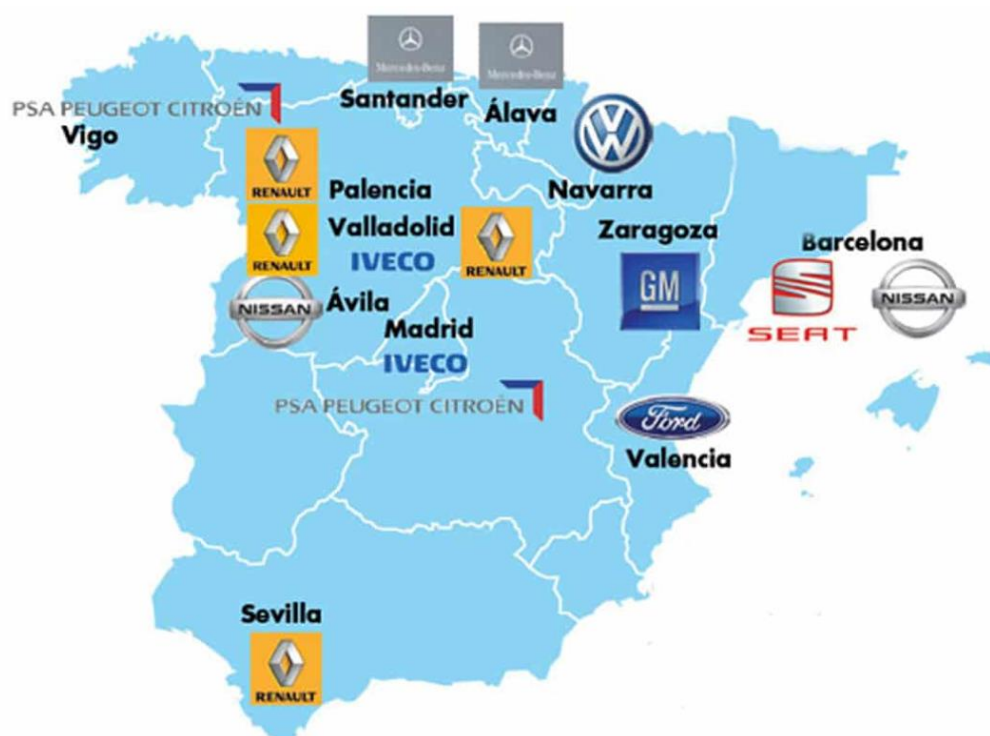 Mercedes-Benz
Mercedes-Benz
Santander
Álava
PSA PEUGEOT CITROËN
Vigo
RENAULT
Palencia
Navarra
RENAULT
Valladolid
IVECO
RENAULT
Zaragoza
GM
Barcelona
SEAT
NISSAN
NISSAN
Ávila
Madrid
IVECO
PSA PEUGEOT CITROËN
Ford
Valencia
Sevilla
RENAULT